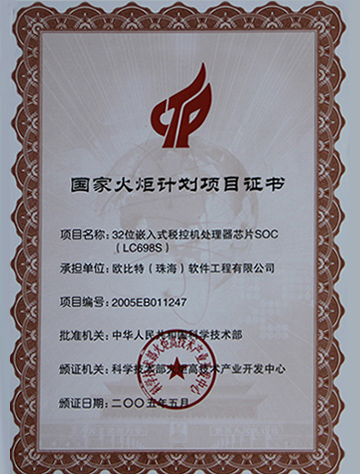 CTP
国家火炬计划项目证书
项目名称：32位嵌入式税控机处理器芯片SOC
（LC698S）
承担单位：欧比特（珠海）软件工程有限公司
项目编号：2005EB011247
批准机关：中华人民共和国科学技术部
颁证机关：科学技术部火炬高技术产业开发中心
颁证日期：二〇〇五年五月